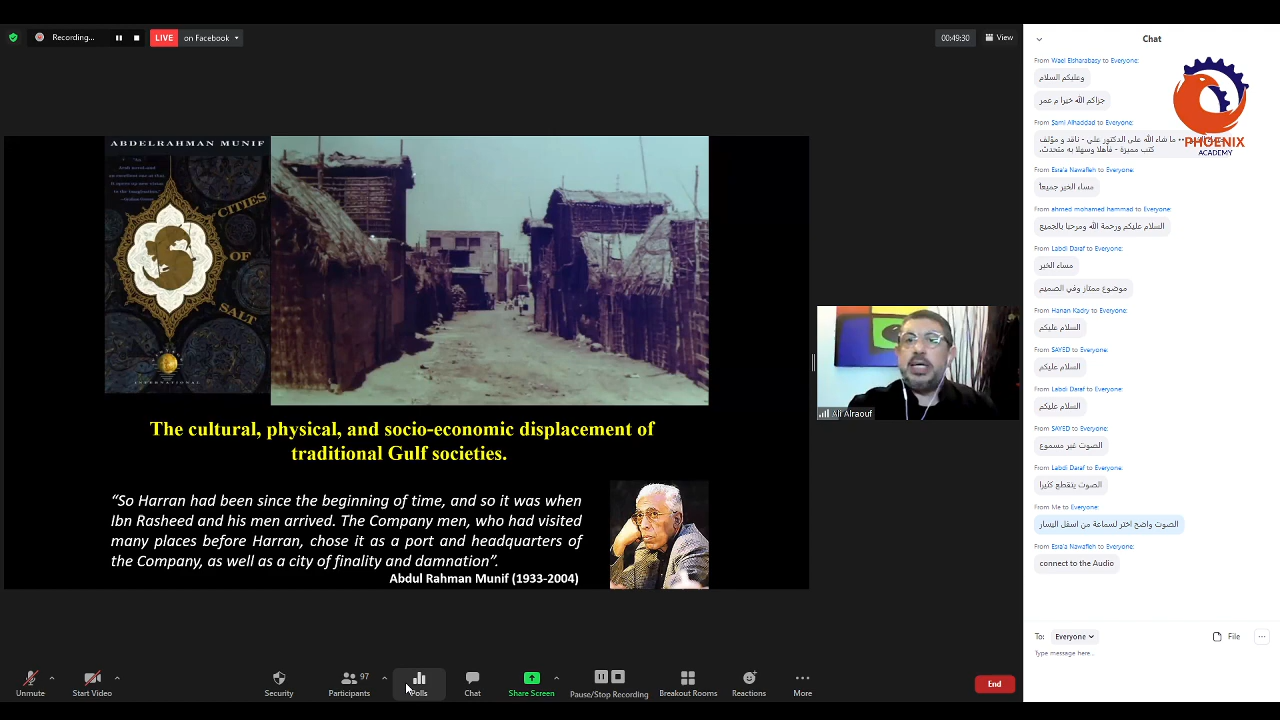 Recording...
LIVE
on Facebook
00:49:30
View
ABDELRAHMAN MUNIF
CITIES
OF
SALT
INTERNATIONAL
The cultural, physical, and socio-economic displacement of
traditional Gulf societies.
“So Harran had been since the beginning of time, and so it was when
Ibn Rasheed and his men arrived. The Company men, who had visited
many places before Harran, chose it as a port and headquarters of
the Company, as well as a city of finality and damnation”.
Abdul Rahman Munif (1933-2004)
Ali Alraouf
Unmute
Start Video
Security
97
Participants
Polls
Chat
Share Screen
Pause/Stop Recording
Breakout Rooms
Reactions
More
End
Chat
From Wael Elsharabasy to Everyone:
وعليكم السلام
جزاكم الله خيرا م عمر
From Sami Alhaddad to Everyone:
ما شاء الله على الدكتور علي - ناقد و مؤلف
كتب مميزة - فأهلا وسهلا به متحدث.
PHOENIX
ACADEMY
From Esra'a Nawafleh to Everyone:
مساء الخير جميعاً
From ahmed mohamed hammad to Everyone:
السلام عليكم ورحمة الله ومرحبا بالجميع
From Labdi Daraf to Everyone:
مساء الخير
موضوع ممتاز وفي الصميم
From Hanan Kadry to Everyone:
السلام عليكم
From SAYED to Everyone:
السلام عليكم
From Labdi Daraf to Everyone:
السلام عليكم
From SAYED to Everyone:
الصوت غير مسموع
From Labdi Daraf to Everyone:
الصوت يتقطع كثيرا
From Me to Everyone:
الصوت واضح اختر لسماعة من اسفل اليسار
From Esra'a Nawafleh to Everyone:
connect to the Audio
To: Everyone
File
Type message here...